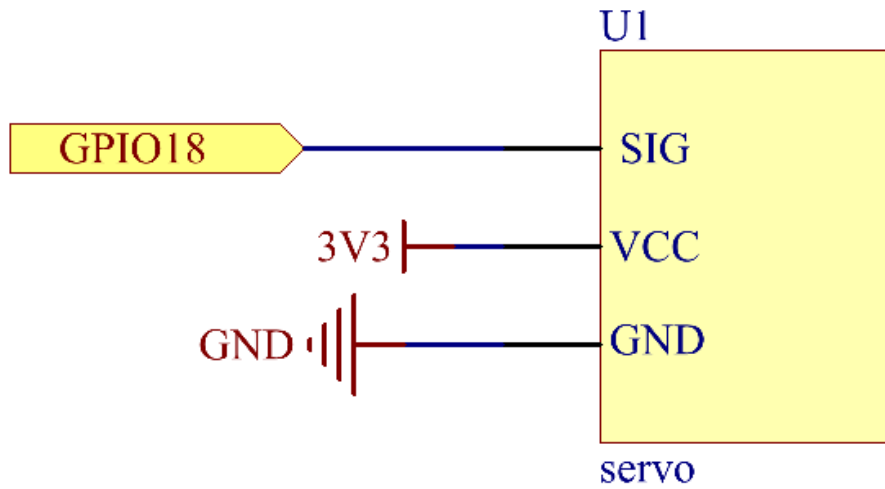 U1
GPIO18
SIG
3V3
VCC
GND
GND
servo